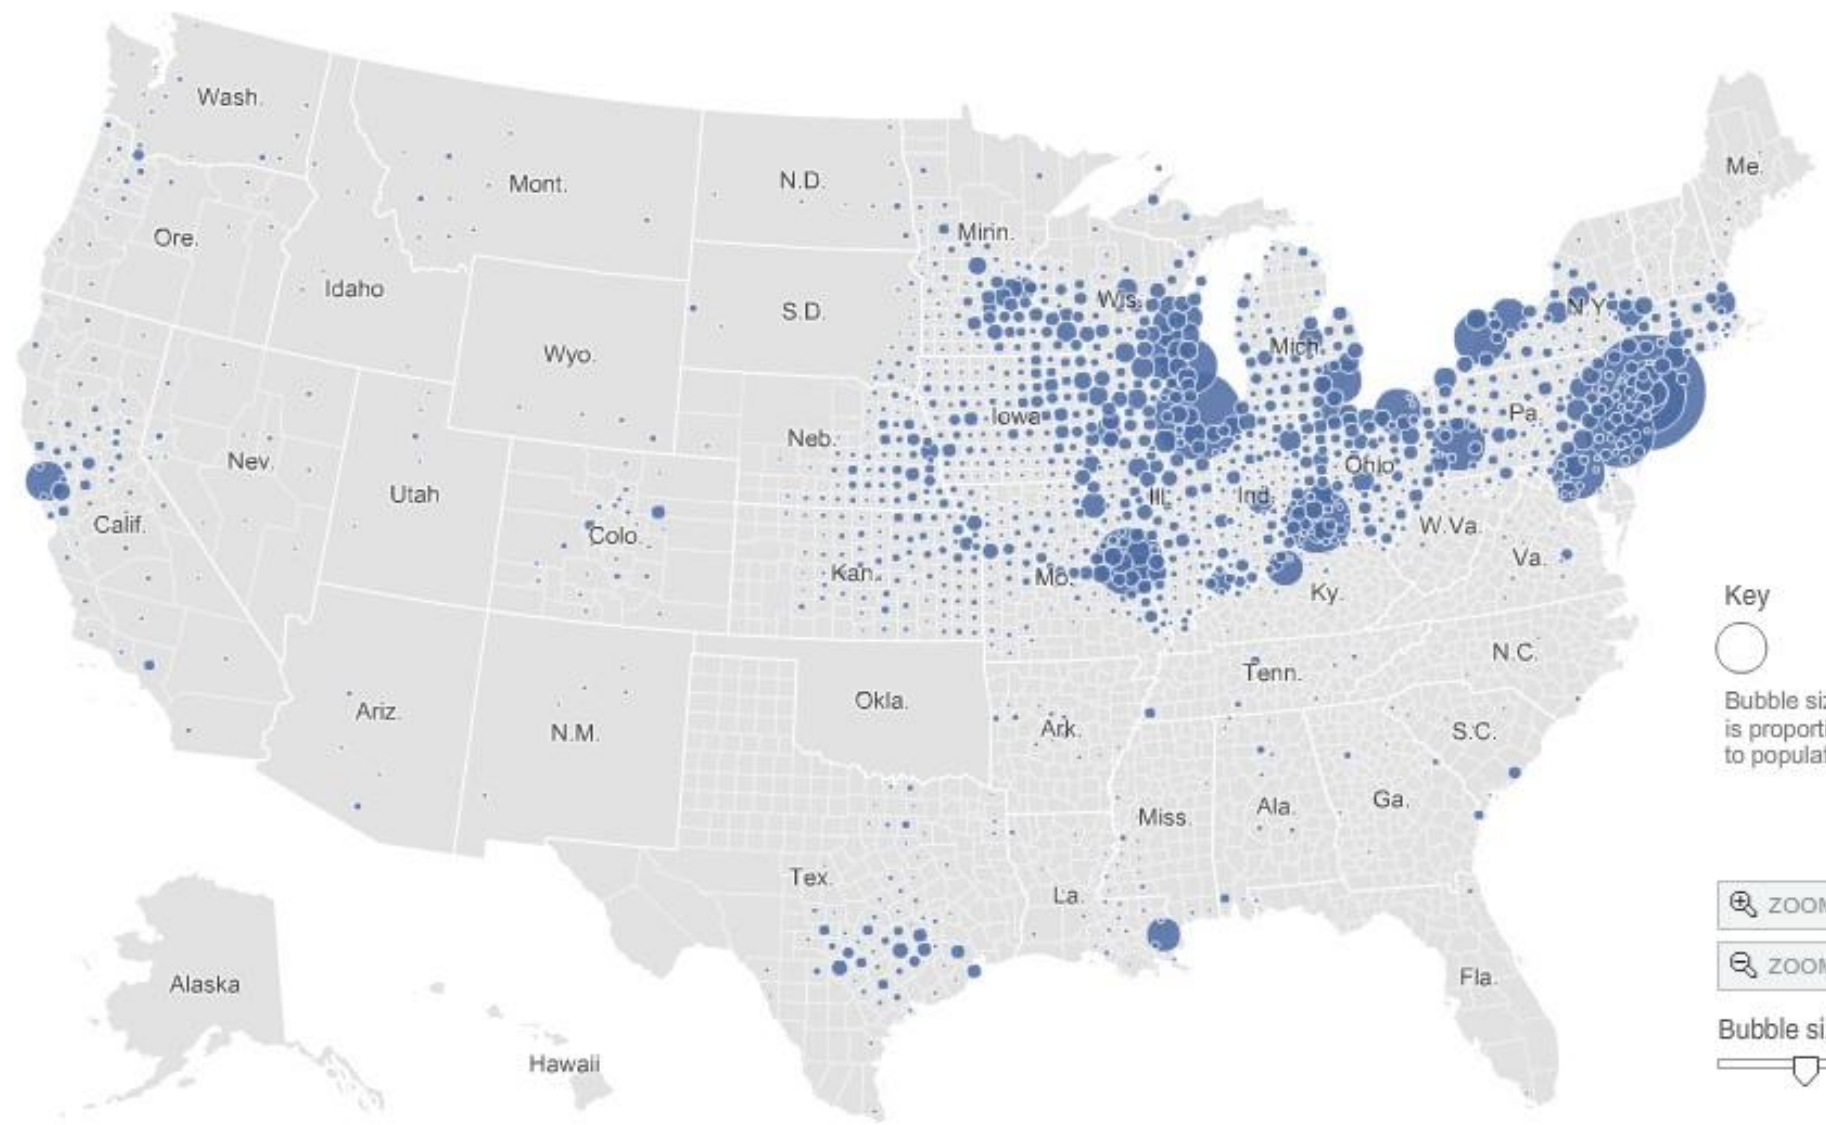 Wash.
Me.
Mont.
N.D.
Ore.
Minn.
Idaho
Wis.
S.D.
N.Y.
Mich.
Wyo.
Iowa
Pa.
Neb.
Nev.
Ohio
Utah
Ill.
Ind.
Calif.
Colo.
W.Va.
Va.
Kan.
Mo.
Ky.
Key
N.C.
Tenn.
Okla.
Bubble siz
is proporti
to populat
Ariz.
N.M.
Ark.
S.C.
Ga.
Ala.
Miss.
Tex.
La.
ZOOM
ZOOM
Fla.
Alaska
Bubble siz
Hawaii